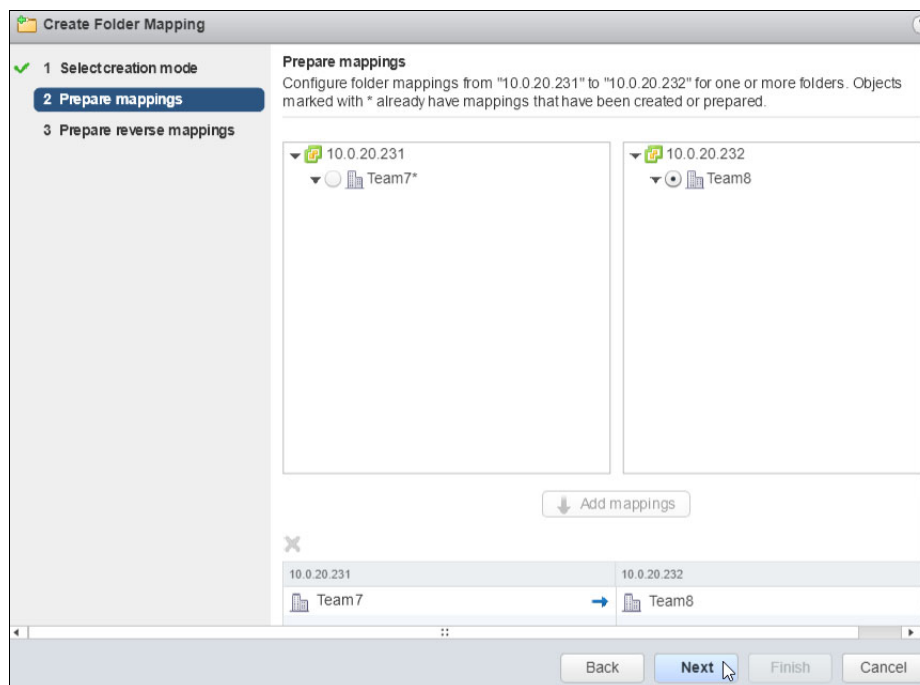 Create Folder Mapping
1 Select creation mode
2 Prepare mappings
3 Prepare reverse mappings
Prepare mappings
Configure folder mappings from "10.0.20.231" to "10.0.20.232" for one or more folders. Objects
marked with * already have mappings that have been created or prepared.
10.0.20.231
Team7*
10.0.20.232
Team8
Add mappings
10.0.20.231 10.0.20.232
Team7 Team8
Back Next Finish Cancel